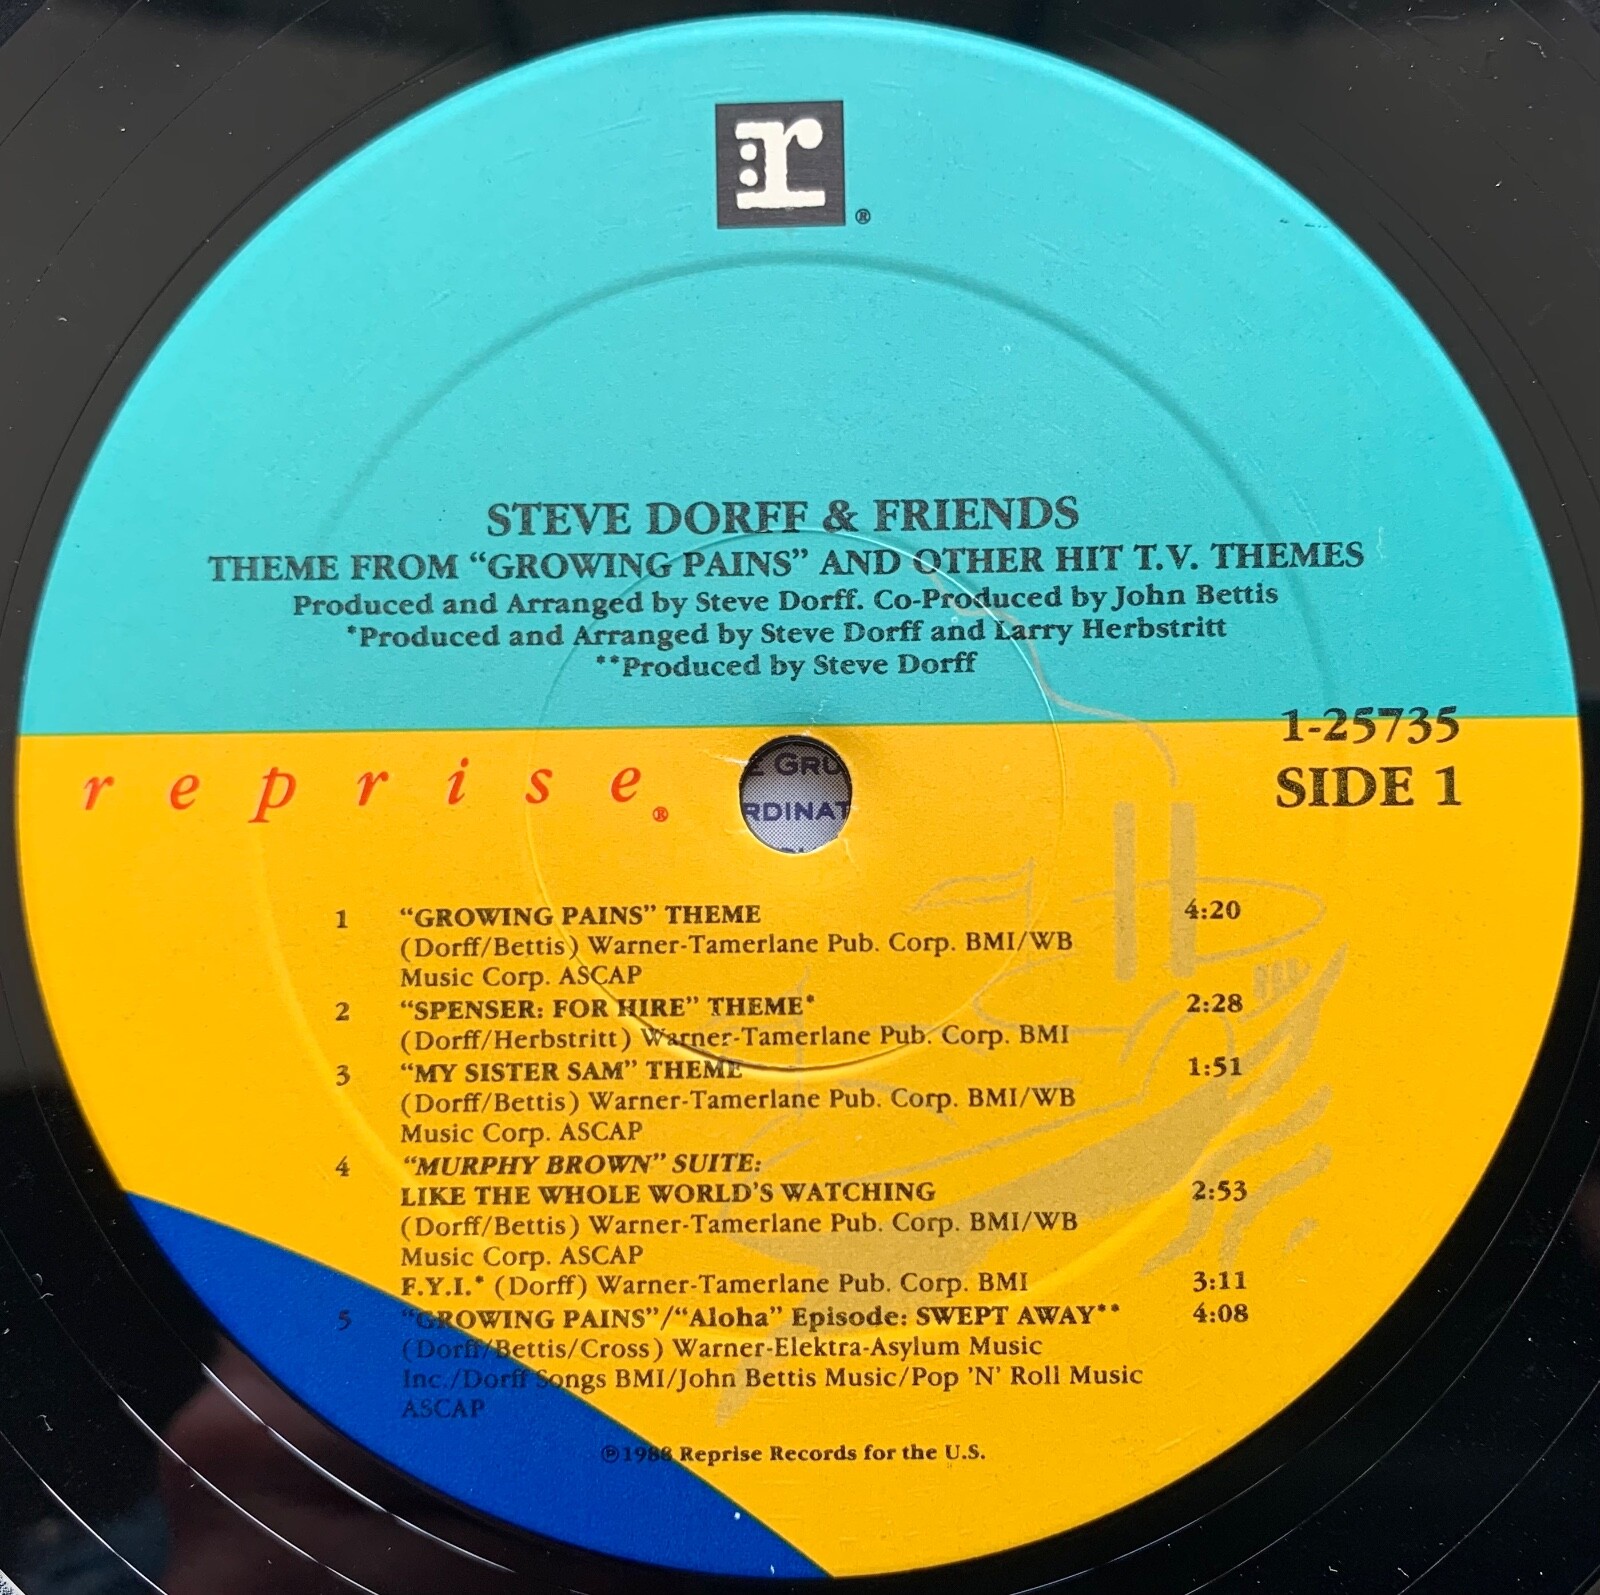 r ®
STEVE DORFF & FRIENDS
THEME FROM “GROWING PAINS” AND OTHER HIT T.V. THEMES
Produced and Arranged by Steve Dorff. Co-Produced by John Bettis
*Produced and Arranged by Steve Dorff and Larry Herbstritt
**Produced by Steve Dorff
1-25735
SIDE 1
reprise®
RDINAT
1 “GROWING PAINS” THEME 4:20
(Dorff/Bettis) Warner-Tamerlane Pub. Corp. BMI/WB
Music Corp. ASCAP
2 “SPENSER: FOR HIRE” THEME* 2:28
(Dorff/Herbstritt) Warner-Tamerlane Pub. Corp. BMI
3 “MY SISTER SAM” THEME 1:51
(Dorff/Bettis) Warner-Tamerlane Pub. Corp. BMI/WB
Music Corp. ASCAP
4 “MURPHY BROWN” SUITE:
LIKE THE WHOLE WORLD'S WATCHING 2:53
(Dorff/Bettis) Warner-Tamerlane Pub. Corp. BMI/WB
Music Corp. ASCAP
F.Y.I.* (Dorff) Warner-Tamerlane Pub. Corp. BMI 3:11
5 “GROWING PAINS”/“Aloha” Episode: SWEPT AWAY** 4:08
(Dorff/Bettis/Cross) Warner-Elektra-Asylum Music
Inc./Dorff Songs BMI/John Bettis Music/Pop 'N' Roll Music
ASCAP
℗1988 Reprise Records for the U.S.